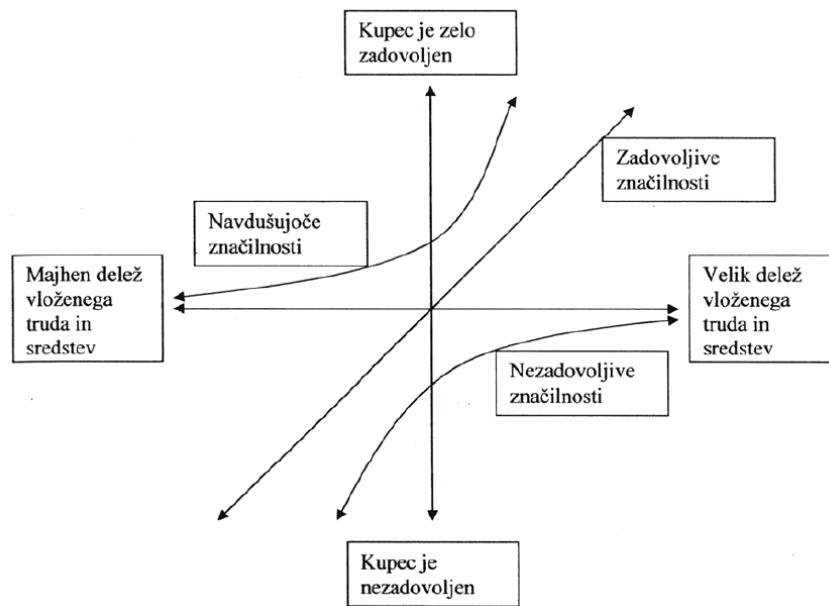 Kupec je zelo
zadovoljen
Zadovoljive
značilnosti
Navdušujoče
značilnosti
Majhen delež
vloženega
truda in
sredstev
Velik delež
vloženega
truda in
sredstev
Nezadovoljive
značilnosti
Kupec je
nezadovoljen